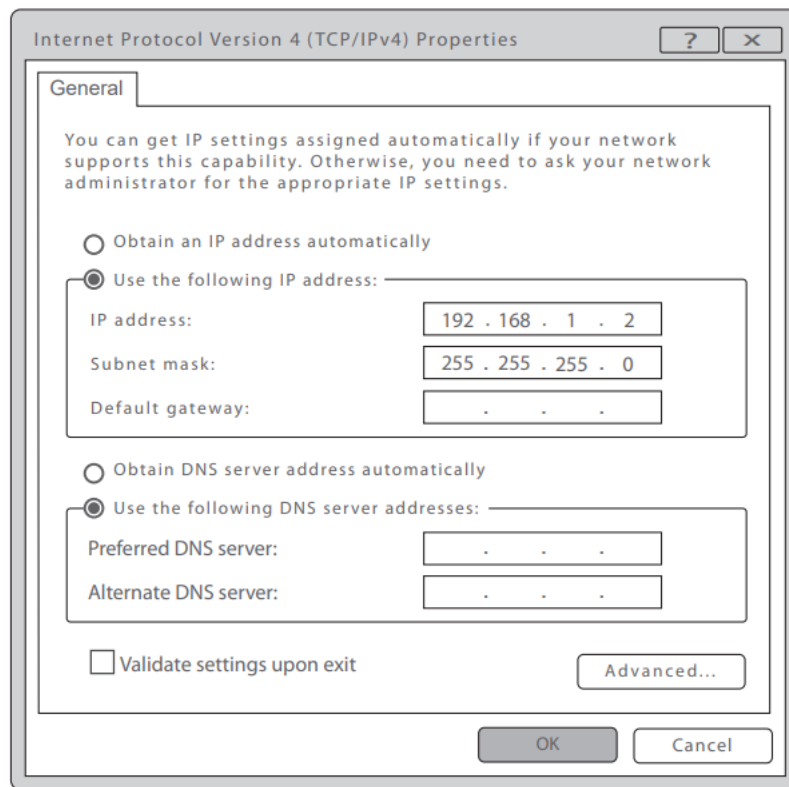 Internet Protocol Version 4 (TCP/IPv4) Properties ? ×
General
You can get IP settings assigned automatically if your network
supports this capability. Otherwise, you need to ask your network
administrator for the appropriate IP settings.
Obtain an IP address automatically
Use the following IP address:
IP address: 192 . 168 . 1 . 2
Subnet mask: 255 . 255 . 255 . 0
Default gateway: . . .
Obtain DNS server address automatically
Use the following DNS server addresses:
Preferred DNS server: . . .
Alternate DNS server: . . .
Validate settings upon exit
Advanced...
OK Cancel